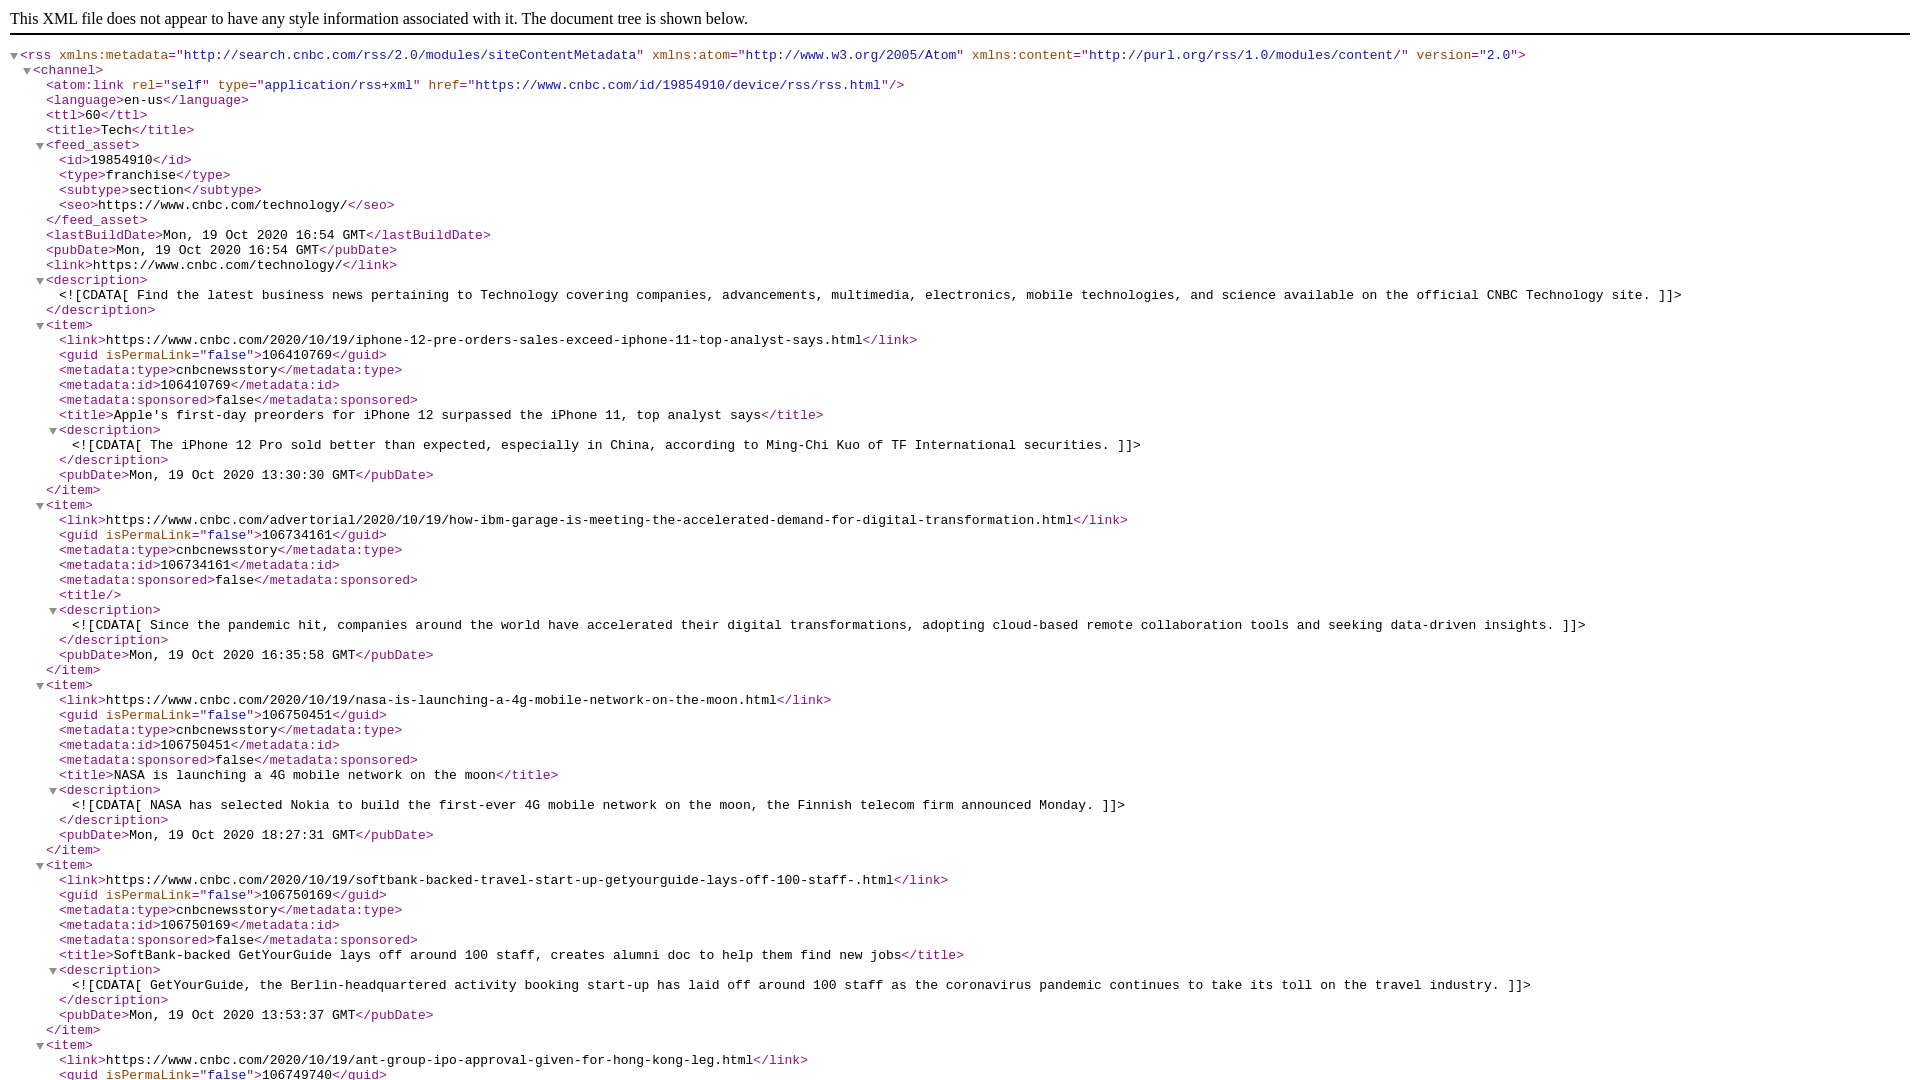 This XML file does not appear to have any style information associated with it. The document tree is shown below.
<rss xmlns:metadata="http://search.cnbc.com/rss/2.0/modules/siteContentMetadata" xmlns:atom="http://www.w3.org/2005/Atom" xmlns:content="http://purl.org/rss/1.0/modules/content/" version="2.0">
<channel>
<atom:link rel="self" type="application/rss+xml" href="https://www.cnbc.com/id/19854910/device/rss/rss.html"/>
<language>en-us</language>
<ttl>60</ttl>
<title>Tech</title>
<feed_asset>
<id>19854910</id>
<type>franchise</type>
<subtype>section</subtype>
<seo>https://www.cnbc.com/technology/</seo>
</feed_asset>
<lastBuildDate>Mon, 19 Oct 2020 16:54 GMT</lastBuildDate>
<pubDate>Mon, 19 Oct 2020 16:54 GMT</pubDate>
<link>https://www.cnbc.com/technology/</link>
<description>
<![CDATA[ Find the latest business news pertaining to Technology covering companies, advancements, multimedia, electronics, mobile technologies, and science available on the official CNBC Technology site. ]]>
</description>
<item>
<link>https://www.cnbc.com/2020/10/19/iphone-12-pre-orders-sales-exceed-iphone-11-top-analyst-says.html</link>
<guid isPermaLink="false">106410769</guid>
<metadata:type>cnbcnewsstory</metadata:type>
<metadata:id>106410769</metadata:id>
<metadata:sponsored>false</metadata:sponsored>
<title>Apple's first-day preorders for iPhone 12 surpassed the iPhone 11, top analyst says</title>
<description>
<![CDATA[ The iPhone 12 Pro sold better than expected, especially in China, according to Ming-Chi Kuo of TF International securities. ]]>
</description>
<pubDate>Mon, 19 Oct 2020 13:30:30 GMT</pubDate>
</item>
<item>
<link>https://www.cnbc.com/advertorial/2020/10/19/how-ibm-garage-is-meeting-the-accelerated-demand-for-digital-transformation.html</link>
<guid isPermaLink="false">106734161</guid>
<metadata:type>cnbcnewsstory</metadata:type>
<metadata:id>106734161</metadata:id>
<metadata:sponsored>false</metadata:sponsored>
<title/>
<description>
<![CDATA[ Since the pandemic hit, companies around the world have accelerated their digital transformations, adopting cloud-based remote collaboration tools and seeking data-driven insights. ]]>
</description>
<pubDate>Mon, 19 Oct 2020 16:35:58 GMT</pubDate>
</item>
<item>
<link>https://www.cnbc.com/2020/10/19/nasa-is-launching-a-4g-mobile-network-on-the-moon.html</link>
<guid isPermaLink="false">106750451</guid>
<metadata:type>cnbcnewsstory</metadata:type>
<metadata:id>106750451</metadata:id>
<metadata:sponsored>false</metadata:sponsored>
<title>NASA is launching a 4G mobile network on the moon</title>
<description>
<![CDATA[ NASA has selected Nokia to build the first-ever 4G mobile network on the moon, the Finnish telecom firm announced Monday. ]]>
</description>
<pubDate>Mon, 19 Oct 2020 18:27:31 GMT</pubDate>
</item>
<item>
<link>https://www.cnbc.com/2020/10/19/softbank-backed-travel-start-up-getyourguide-lays-off-100-staff-.html</link>
<guid isPermaLink="false">106750169</guid>
<metadata:type>cnbcnewsstory</metadata:type>
<metadata:id>106750169</metadata:id>
<metadata:sponsored>false</metadata:sponsored>
<title>SoftBank-backed GetYourGuide lays off around 100 staff, creates alumni doc to help them find new jobs</title>
<description>
<![CDATA[ GetYourGuide, the Berlin-headquartered activity booking start-up has laid off around 100 staff as the coronavirus pandemic continues to take its toll on the travel industry. ]]>
</description>
<pubDate>Mon, 19 Oct 2020 13:53:37 GMT</pubDate>
</item>
<item>
<link>https://www.cnbc.com/2020/10/19/ant-group-ipo-approval-given-for-hong-kong-leg.html</link>
<guid isPermaLink="false">106749740</guid>